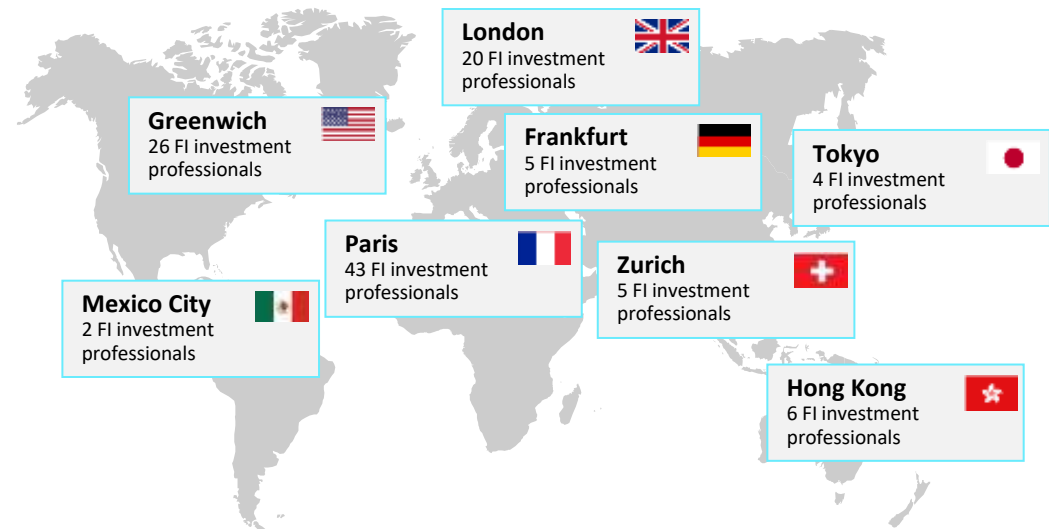 London
20 FI investment
professionals
Greenwich
26 FI investment
professionals
Frankfurt
5 FI investment
professionals
Tokyo
4 FI investment
professionals
Paris
43 FI investment
professionals
Zurich
5 FI investment
professionals
Mexico City
2 FI investment
professionals
Hong Kong
6 FI investment
professionals